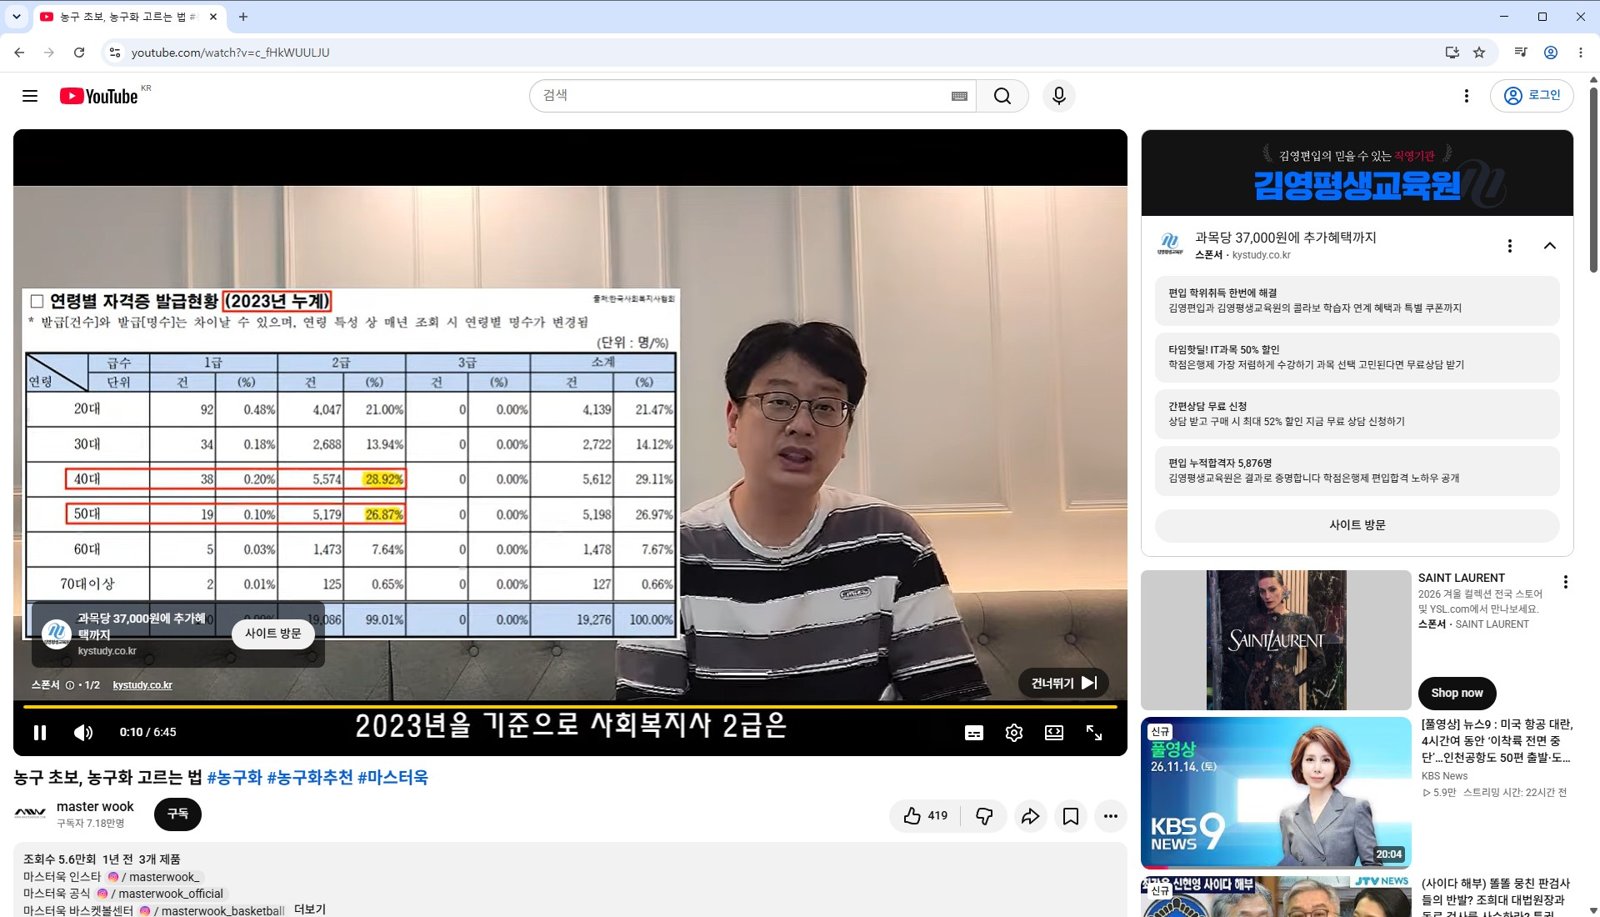 농구 초보, 농구화 고르는 법 #
youtube.com/watch?v=c_fHkWUULJU
YouTube KR
검색
로그인
□ 연령별 자격증 발급현황 (2023년 누계)
출처:한국사회복지사협회
* 발급[건수]와 발급[명수]는 차이날 수 있으며, 연령 특성 상 매년 조회 시 연령별 명수가 변경됨
(단위 : 명/%)
급수 1급 2급 3급 소계
연령 단위 건 (%) 건 (%) 건 (%) 건 (%)
20대 92 0.48% 4,047 21.00% 0 0.00% 4,139 21.47%
30대 34 0.18% 2,688 13.94% 0 0.00% 2,722 14.12%
40대 38 0.20% 5,574 28.92% 0 0.00% 5,612 29.11%
50대 19 0.10% 5,179 26.87% 0 0.00% 5,198 26.97%
60대 5 0.03% 1,473 7.64% 0 0.00% 1,478 7.67%
70대이상 2 0.01% 125 0.65% 0 0.00% 127 0.66%
99.01% 0 0.00% 19,276 100.00%
과목당 37,000원에 추가혜
택까지
kystudy.co.kr
사이트 방문
스폰서 · 1/2 kystudy.co.kr
건너뛰기
0:10 / 6:45
2023년을 기준으로 사회복지사 2급은
농구 초보, 농구화 고르는 법 #농구화 #농구화추천 #마스터욱
master wook
구독자 7.18만명
구독
419
조회수 5.6만회 1년 전 3개 제품
마스터욱 인스타 / masterwook_
마스터욱 공식 / masterwook_official
마스터욱 바스켓볼센터 / masterwook_basketball 더보기
김영편입의 믿을 수 있는 직영기관
김영평생교육원
과목당 37,000원에 추가혜택까지
스폰서 · kystudy.co.kr
편입 학위취득 한번에 해결
김영편입과 김영평생교육원의 콜라보 학습자 연계 혜택과 특별 쿠폰까지
타임핫딜! IT과목 50% 할인
학점은행제 가장 저렴하게 수강하기 과목 선택 고민된다면 무료상담 받기
간편상담 무료 신청
상담 받고 구매 시 최대 52% 할인 지금 무료 상담 신청하기
편입 누적합격자 5,876명
김영평생교육원은 결과로 증명합니다 학점은행제 편입합격 노하우 공개
사이트 방문
SAINT LAURENT
SAINT LAURENT
2026 겨울 컬렉션 전국 스토어
및 YSL.com에서 만나보세요.
스폰서 · SAINT LAURENT
Shop now
신규
풀영상
26.11.14.(토)
KBS
NEWS 9
20:04
[풀영상] 뉴스9 : 미국 항공 대란,
4시간여 동안 ‘이착륙 전면 중
단’...인천공항도 50편 출발·도...
KBS News
5.9만 스트리밍 시간: 22시간 전
신규
신현영 사이다 해부
JTV NEWS
(사이다 해부) 똘똘 뭉친 판검사
들의 반발? 조희대 대법원장과